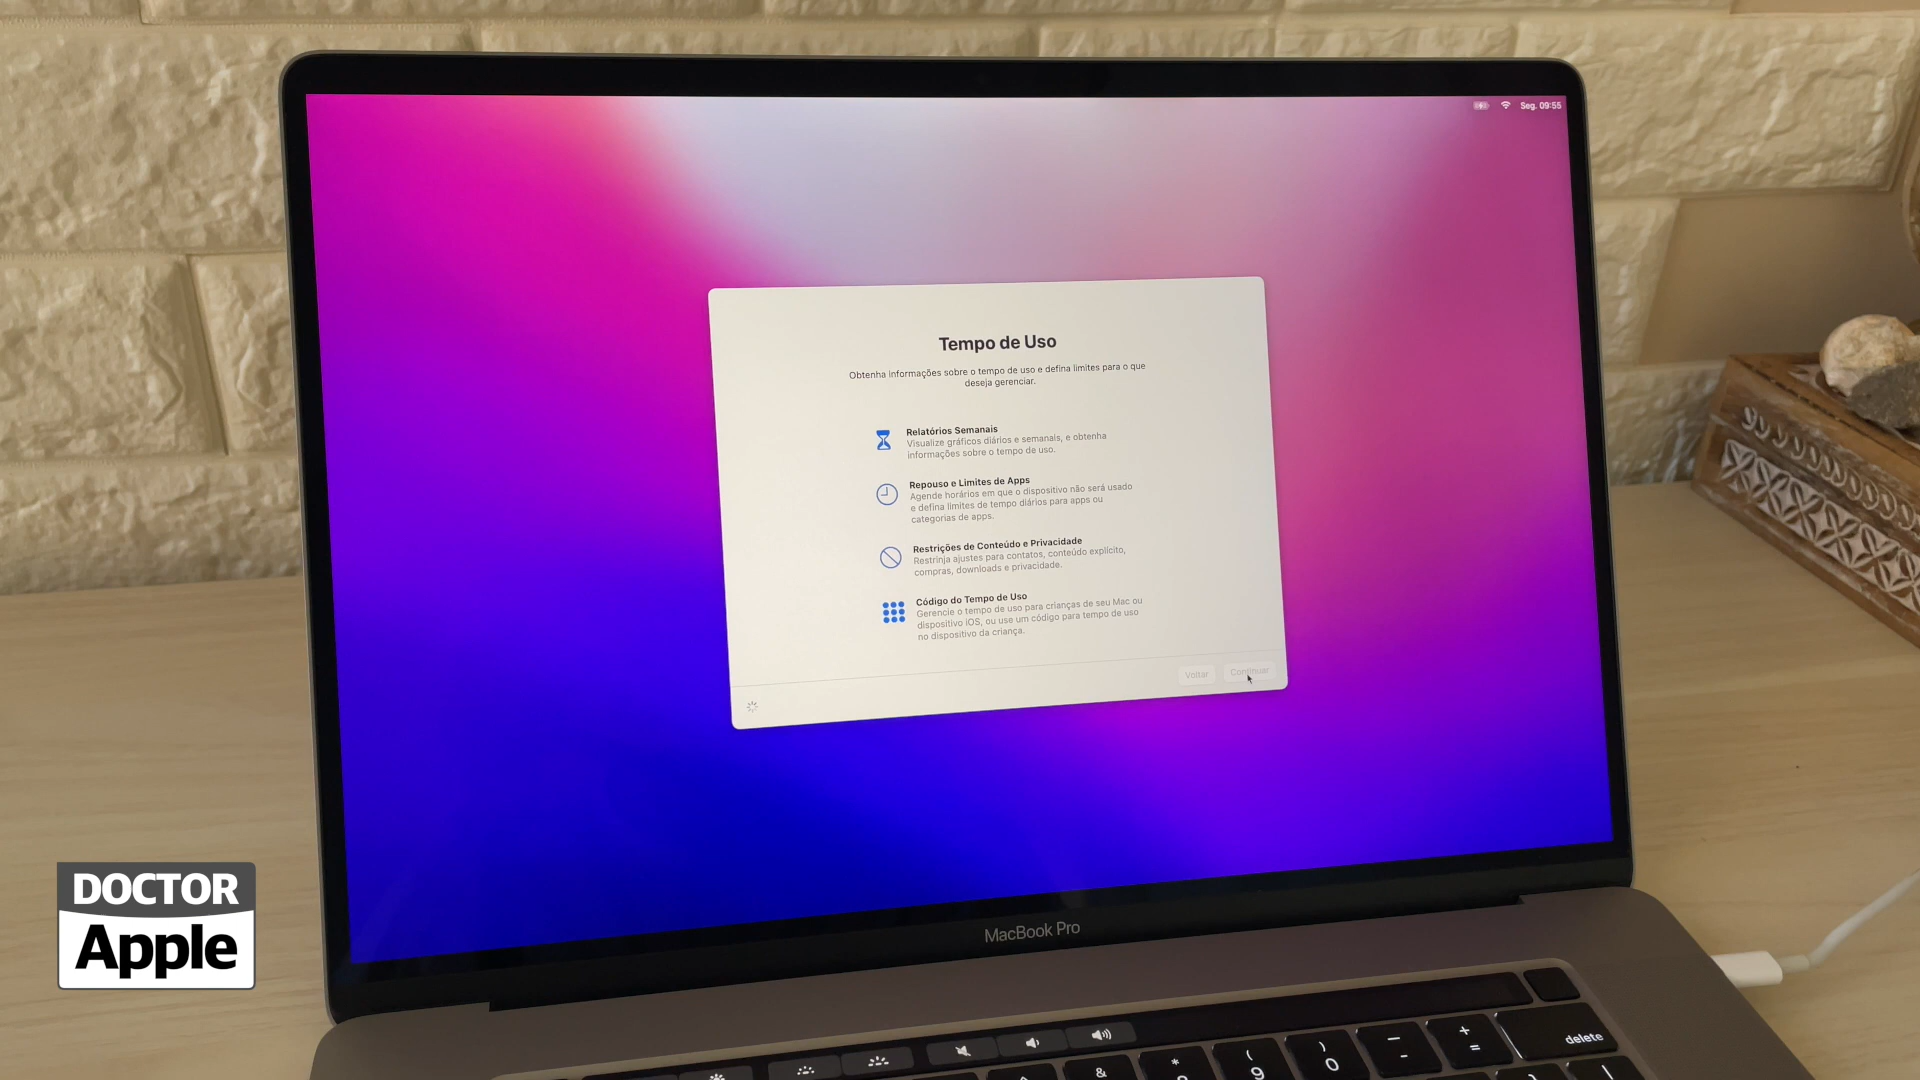 Seg. 09:55
Tempo de Uso
Obtenha informações sobre o tempo de uso e defina limites para o que
deseja gerenciar.
Relatórios Semanais
Visualize gráficos diários e semanais, e obtenha
informações sobre o tempo de uso.
Repouso e Limites de Apps
Agende horários em que o dispositivo não será usado
e defina limites de tempo diários para apps ou
categorias de apps.
Restrições de Conteúdo e Privacidade
Restrinja ajustes para contatos, conteúdo explícito,
compras, downloads e privacidade.
Código do Tempo de Uso
Gerencie o tempo de uso para crianças de seu Mac ou
dispositivo iOS, ou use um código para tempo de uso
no dispositivo da criança.
Voltar Continuar
DOCTOR
Apple
MacBook Pro
delete
& * ( ) – +
9 0 - =